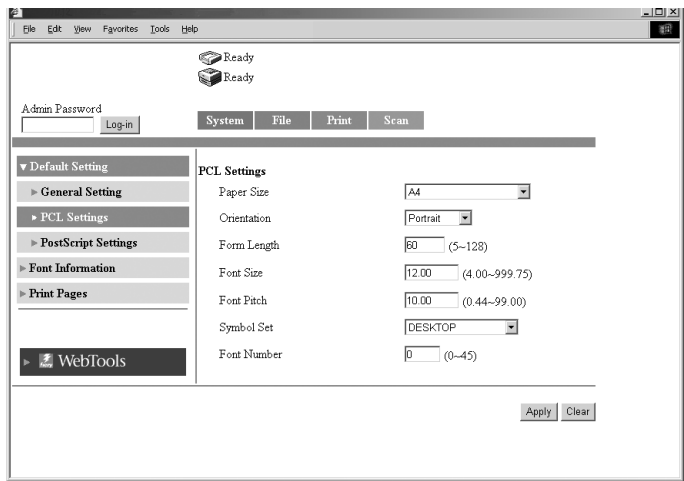 File Edit View Favorites Tools Help
Ready
Ready
Admin Password
Log-in
System File Print Scan
▼ Default Setting
▶ General Setting
▶ PCL Settings
▶ PostScript Settings
▶ Font Information
▶ Print Pages
▶ WebTools
PCL Settings
Paper Size A4
Orientation Portrait
Form Length 60 (5~128)
Font Size 12.00 (4.00~999.75)
Font Pitch 10.00 (0.44~99.00)
Symbol Set DESKTOP
Font Number 0 (0~45)
Apply Clear